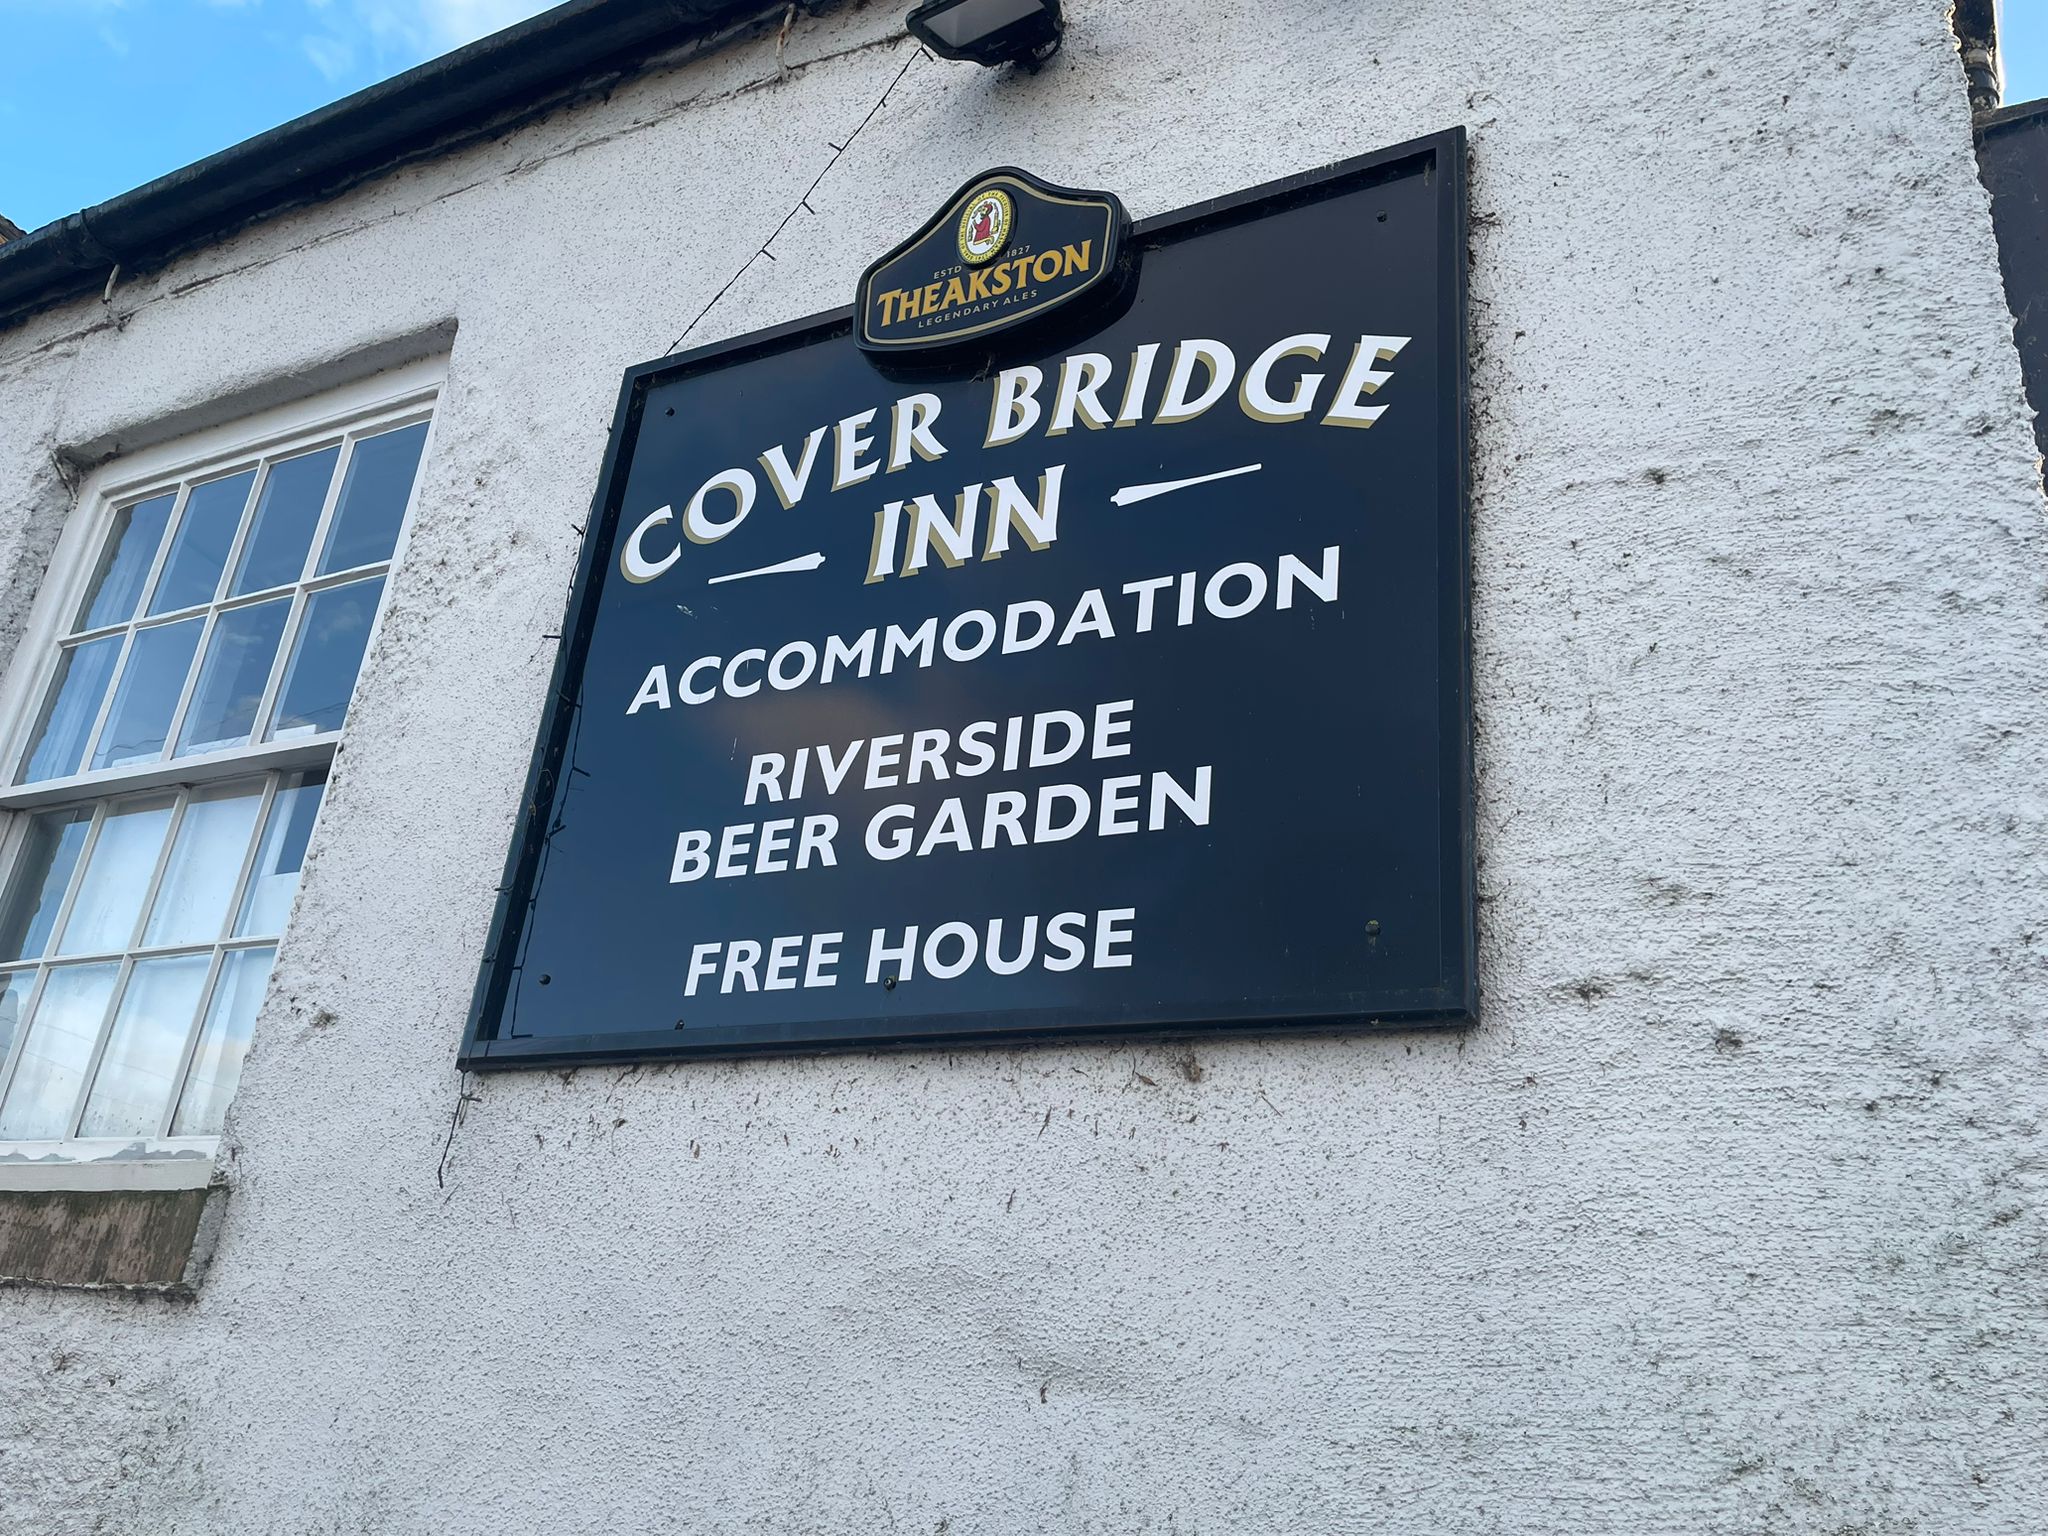 ESTD 1827
THEAKSTON
LEGENDARY ALES
COVER BRIDGE
INN
ACCOMMODATION
RIVERSIDE
BEER GARDEN
FREE HOUSE